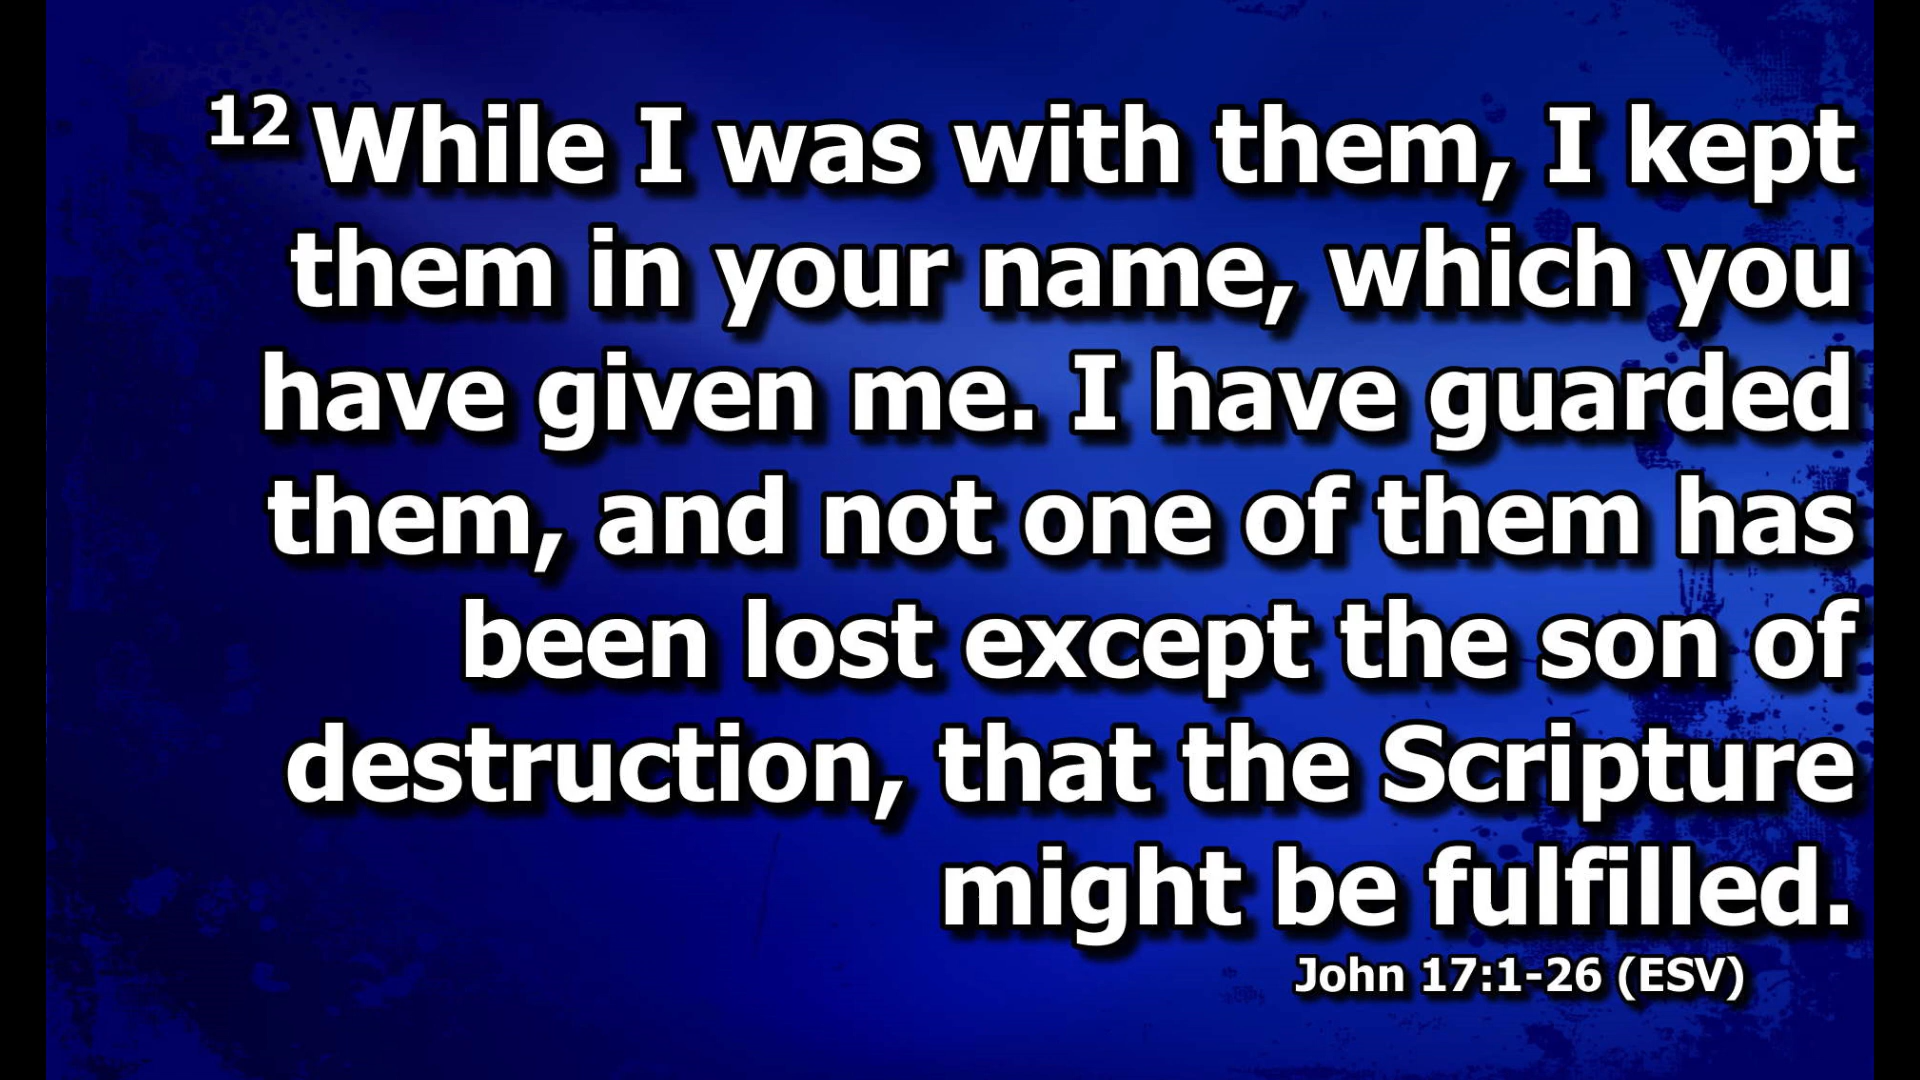 12 While I was with them, I kept
them in your name, which you
have given me. I have guarded
them, and not one of them has
been lost except the son of
destruction, that the Scripture
might be fulfilled.
John 17:1-26 (ESV)